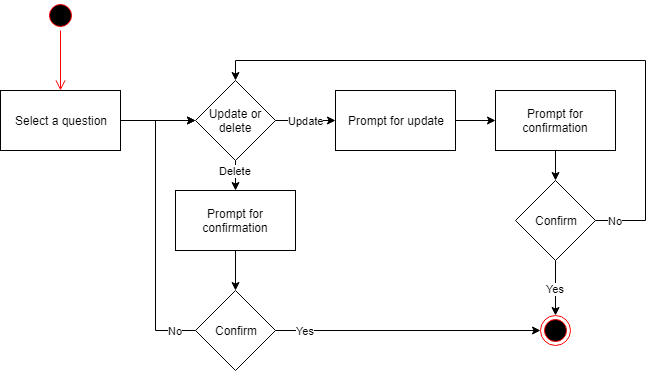 Select a question
Update or
delete
Update
Prompt for update
Prompt for
confirmation
Delete
Prompt for
confirmation
Confirm
No
Yes
Confirm
No
Yes